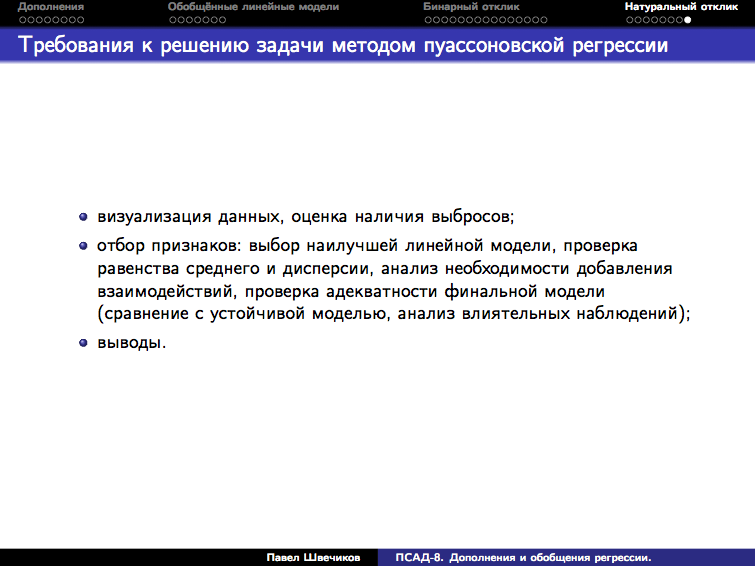 Дополнения Обобщённые линейные модели Бинарный отклик Натуральный отклик
Требования к решению задачи методом пуассоновской регрессии
визуализация данных, оценка наличия выбросов;
отбор признаков: выбор наилучшей линейной модели, проверка
равенства среднего и дисперсии, анализ необходимости добавления
взаимодействий, проверка адекватности финальной модели
(сравнение с устойчивой моделью, анализ влиятельных наблюдений);
выводы.
Павел Швечиков ПСАД-8. Дополнения и обобщения регрессии.